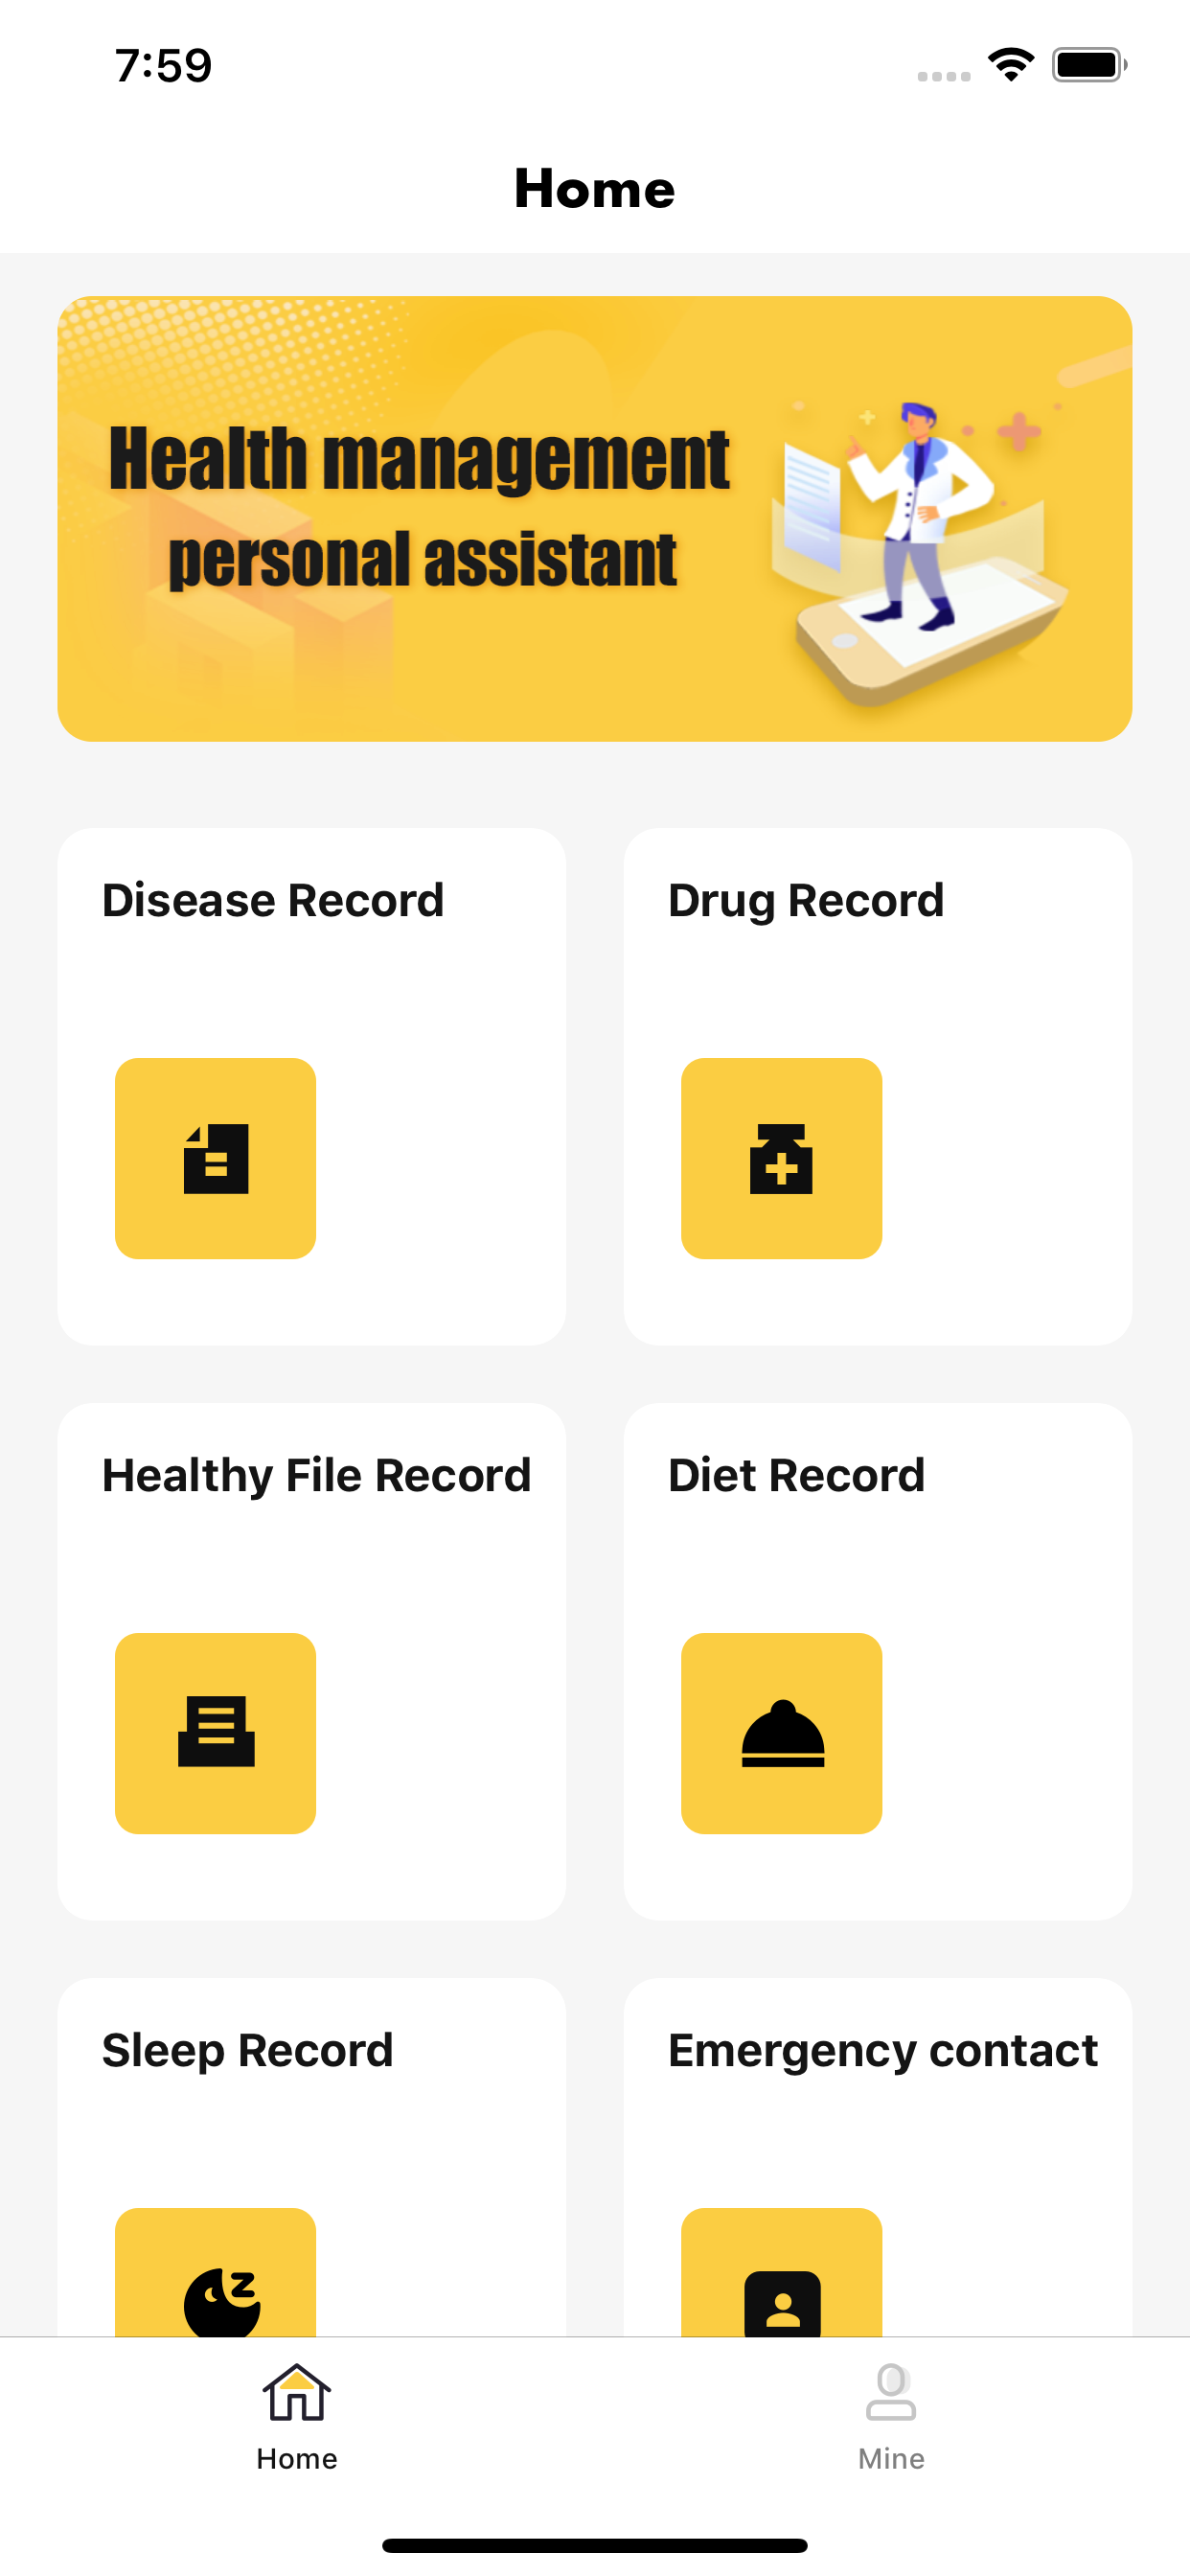 7:59
Home
Health management
personal assistant
Disease Record
Drug Record
Healthy File Record
Diet Record
Sleep Record
Emergency contact
Home
Mine